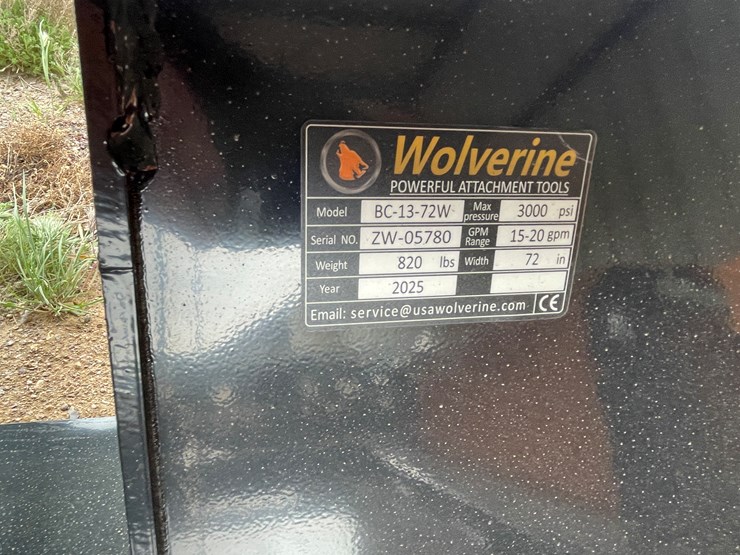 Wolverine
POWERFUL ATTACHMENT TOOLS
Model BC-13-72W Max pressure 3000 psi
Serial NO. ZW-05780 GPM Range 15-20 gpm
Weight 820 lbs Width 72 in
Year 2025
Email: service@usawolverine.com CE